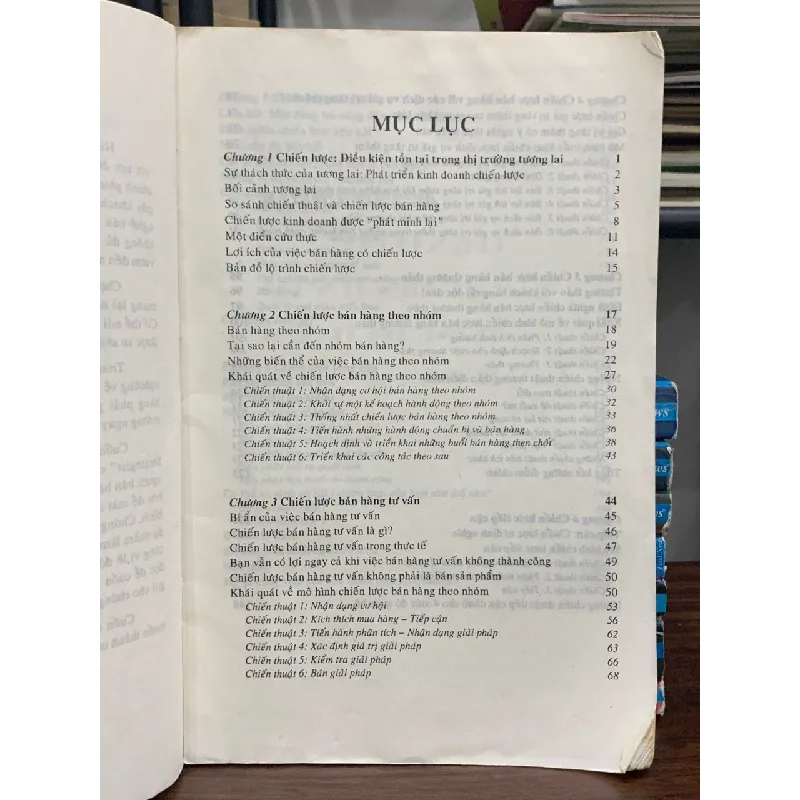 MỤC LỤC
Chương 1 Chiến lược: Điều kiện tồn tại trong thị trường tương lai 1
Sự thách thức của tương lai: Phát triển kinh doanh chiến lược 2
Bối cảnh tương lai 3
So sánh chiến thuật và chiến lược bán hàng 5
Chiến lược kinh doanh được "phát minh lại" 8
Một điển cứu thực 11
Lợi ích của việc bán hàng có chiến lược 14
Bản đồ lộ trình chiến lược 15
Chương 2 Chiến lược bán hàng theo nhóm 17
Bán hàng theo nhóm 18
Tại sao lại cần đến nhóm bán hàng? 19
Những biến thể của việc bán hàng theo nhóm 22
Khái quát về chiến lược bán hàng theo nhóm 27
Chiến thuật 1: Nhận dạng cơ hội bán hàng theo nhóm 30
Chiến thuật 2: Khởi sự một kế hoạch hành động theo nhóm 32
Chiến thuật 3: Thống nhất chiến lược bán hàng theo nhóm 33
Chiến thuật 4: Tiến hành những hành động chuẩn bị và bán hàng 36
Chiến thuật 5: Hoạch định và triển khai những buổi bán hàng then chốt 38
Chiến thuật 6: Triển khai các công tác theo sau 43
Chương 3 Chiến lược bán hàng tư vấn 44
Bí ẩn của việc bán hàng tư vấn 45
Chiến lược bán hàng tư vấn là gì? 46
Chiến lược bán hàng tư vấn trong thực tế 47
Bạn vẫn có lợi ngay cả khi việc bán hàng tư vấn không thành công 49
Chiến lược bán hàng tư vấn không phải là bán sản phẩm 50
Khái quát về mô hình chiến lược bán hàng theo nhóm 50
Chiến thuật 1: Nhận dạng cơ hội 53
Chiến thuật 2: Kích thích mua hàng – Tiếp cận 56
Chiến thuật 3: Tiến hành phân tích – Nhận dạng giải pháp 62
Chiến thuật 4: Xác định giá trị giải pháp 63
Chiến thuật 5: Kiểm tra giải pháp 66
Chiến thuật 6: Bán giải pháp 68